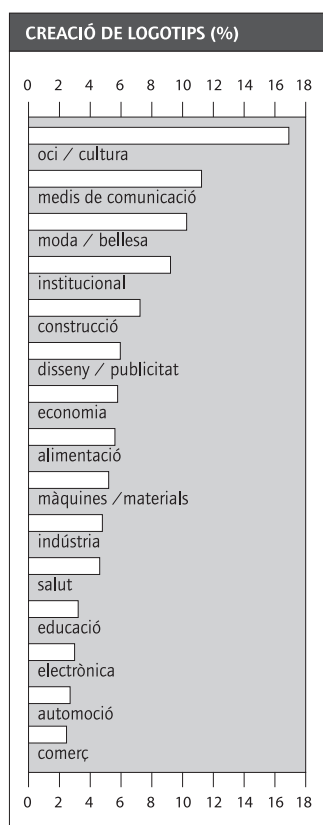 CREACIÓ DE LOGOTIPS (%)
0 2 4 6 8 10 12 14 16 18
oci / cultura
medis de comunicació
moda / bellesa
institucional
construcció
disseny / publicitat
economia
alimentació
màquines /materials
indústria
salut
educació
electrònica
automoció
comerç
0 2 4 6 8 10 12 14 16 18